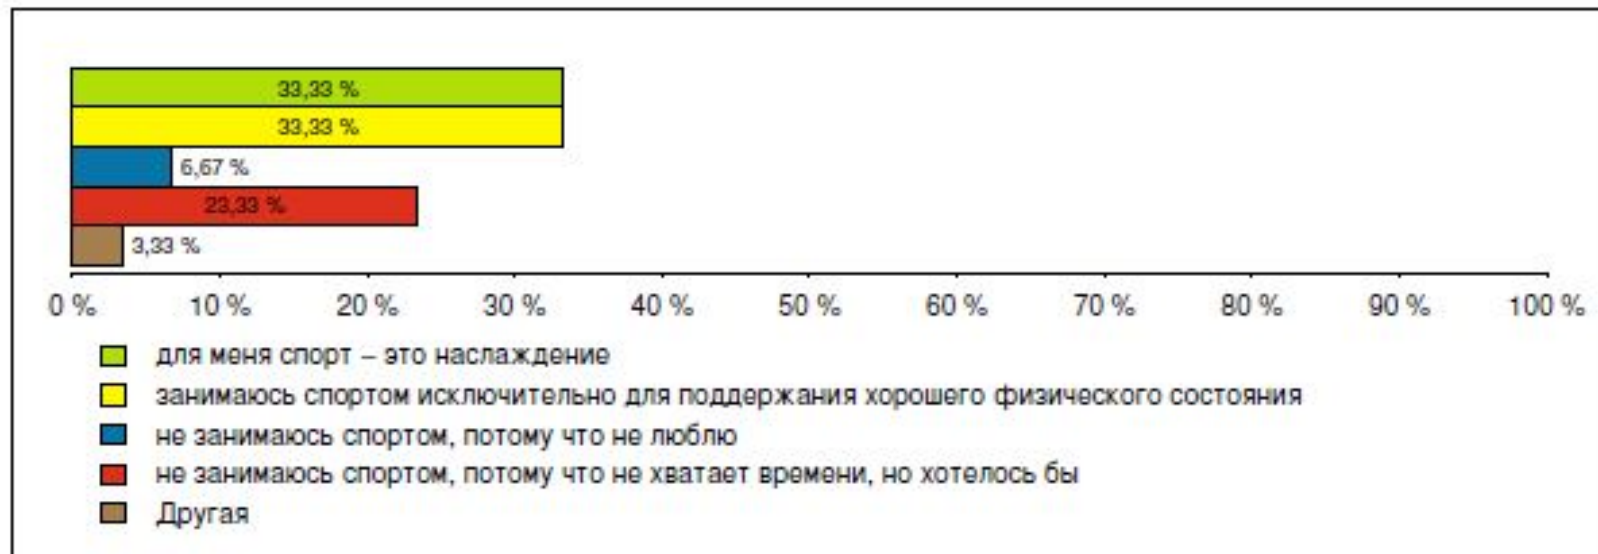 33,33 %
33,33 %
6,67 %
23,33 %
3,33 %
0 % 10 % 20 % 30 % 40 % 50 % 60 % 70 % 80 % 90 % 100 %
для меня спорт – это наслаждение
занимаюсь спортом исключительно для поддержания хорошего физического состояния
не занимаюсь спортом, потому что не люблю
не занимаюсь спортом, потому что не хватает времени, но хотелось бы
Другая